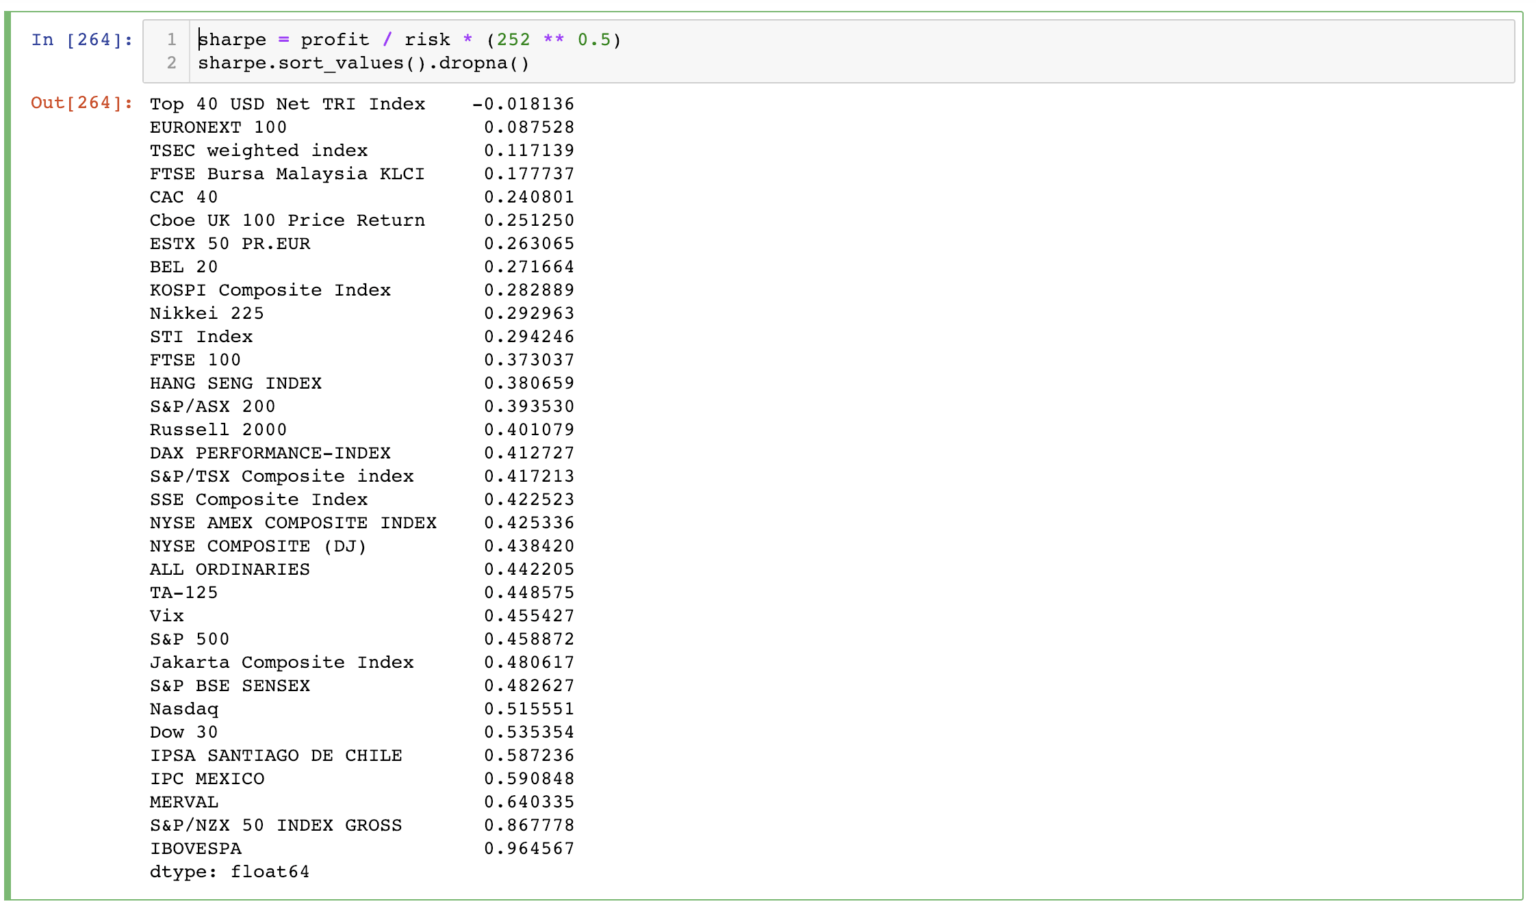 In [264]:
1 sharpe = profit / risk * (252 ** 0.5)
2 sharpe.sort_values().dropna()
Out[264]:
Top 40 USD Net TRI Index -0.018136
EURONEXT 100 0.087528
TSEC weighted index 0.117139
FTSE Bursa Malaysia KLCI 0.177737
CAC 40 0.240801
Cboe UK 100 Price Return 0.251250
ESTX 50 PR.EUR 0.263065
BEL 20 0.271664
KOSPI Composite Index 0.282889
Nikkei 225 0.292963
STI Index 0.294246
FTSE 100 0.373037
HANG SENG INDEX 0.380659
S&P/ASX 200 0.393530
Russell 2000 0.401079
DAX PERFORMANCE-INDEX 0.412727
S&P/TSX Composite index 0.417213
SSE Composite Index 0.422523
NYSE AMEX COMPOSITE INDEX 0.425336
NYSE COMPOSITE (DJ) 0.438420
ALL ORDINARIES 0.442205
TA-125 0.448575
Vix 0.455427
S&P 500 0.458872
Jakarta Composite Index 0.480617
S&P BSE SENSEX 0.482627
Nasdaq 0.515551
Dow 30 0.535354
IPSA SANTIAGO DE CHILE 0.587236
IPC MEXICO 0.590848
MERVAL 0.640335
S&P/NZX 50 INDEX GROSS 0.867778
IBOVESPA 0.964567
dtype: float64